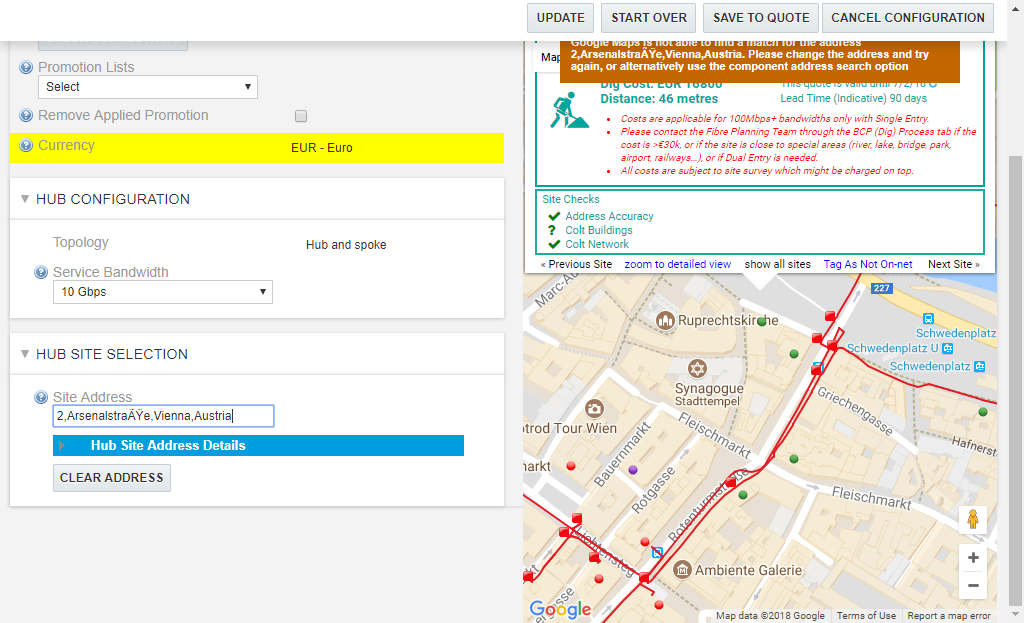 UPDATE
START OVER
SAVE TO QUOTE
CANCEL CONFIGURATION
Promotion Lists
Select
Remove Applied Promotion
Currency
EUR - Euro
HUB CONFIGURATION
Topology
Hub and spoke
Service Bandwidth
10 Gbps
HUB SITE SELECTION
Site Address
2,ArsenalstraÃŸe,Vienna,Austria
Hub Site Address Details
CLEAR ADDRESS
Map
Google Maps is not able to find a match for the address
2,ArsenalstraÃŸe,Vienna,Austria. Please change the address and try
again, or alternatively use the component address search option
Dig Cost: EUR 16800
Distance: 46 metres
This quote is valid until 7/2/18
Lead Time (Indicative) 90 days
Costs are applicable for 100Mbps+ bandwidths only with Single Entry.
Please contact the Fibre Planning Team through the BCP (Dig) Process tab if the
cost is >€30k, or if the site is close to special areas (river, lake, bridge, park,
airport, railways...), or if Dual Entry is needed.
All costs are subject to site survey which might be charged on top.
Site Checks
Address Accuracy
? Colt Buildings
Colt Network
« Previous Site
zoom to detailed view
show all sites
Tag As Not On-net
Next Site »
Marc-Au
227
Ruprechtskirche
Schwedenplatz
Schwedenplatz U
Schwedenplatz
Synagogue
Stadttempel
Griechengasse
otrod Tour Wien
Fleischmarkt
Hafnerst
markt
Bauernmarkt
Rotgasse
Rotenturmstraße
Fleischmarkt
Lichtensteg
Ambiente Galerie
Google
Map data ©2018 Google
Terms of Use
Report a map error